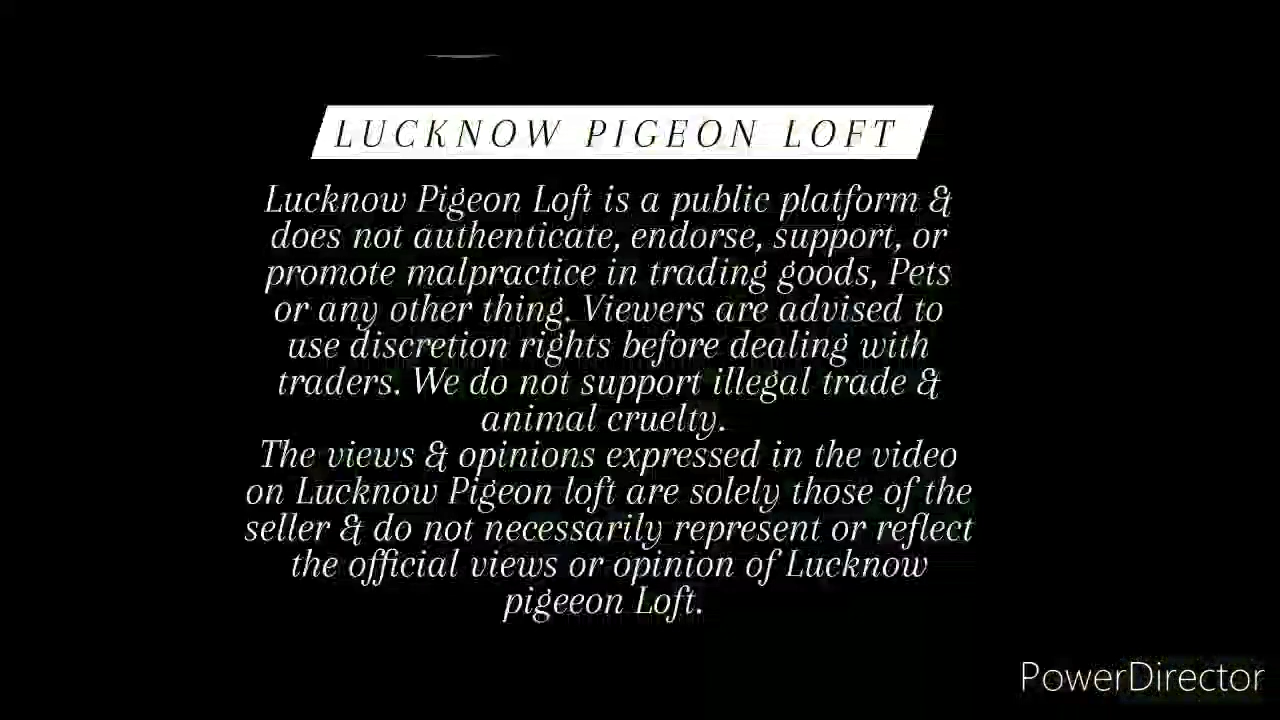 LUCKNOW PIGEON LOFT
Lucknow Pigeon Loft is a public platform &
does not authenticate, endorse, support, or
promote malpractice in trading goods, Pets
or any other thing. Viewers are advised to
use discretion rights before dealing with
traders. We do not support illegal trade &
animal cruelty.
The views & opinions expressed in the video
on Lucknow Pigeon loft are solely those of the
seller & do not necessarily represent or reflect
the official views or opinion of Lucknow
pigeeon Loft.
PowerDirector